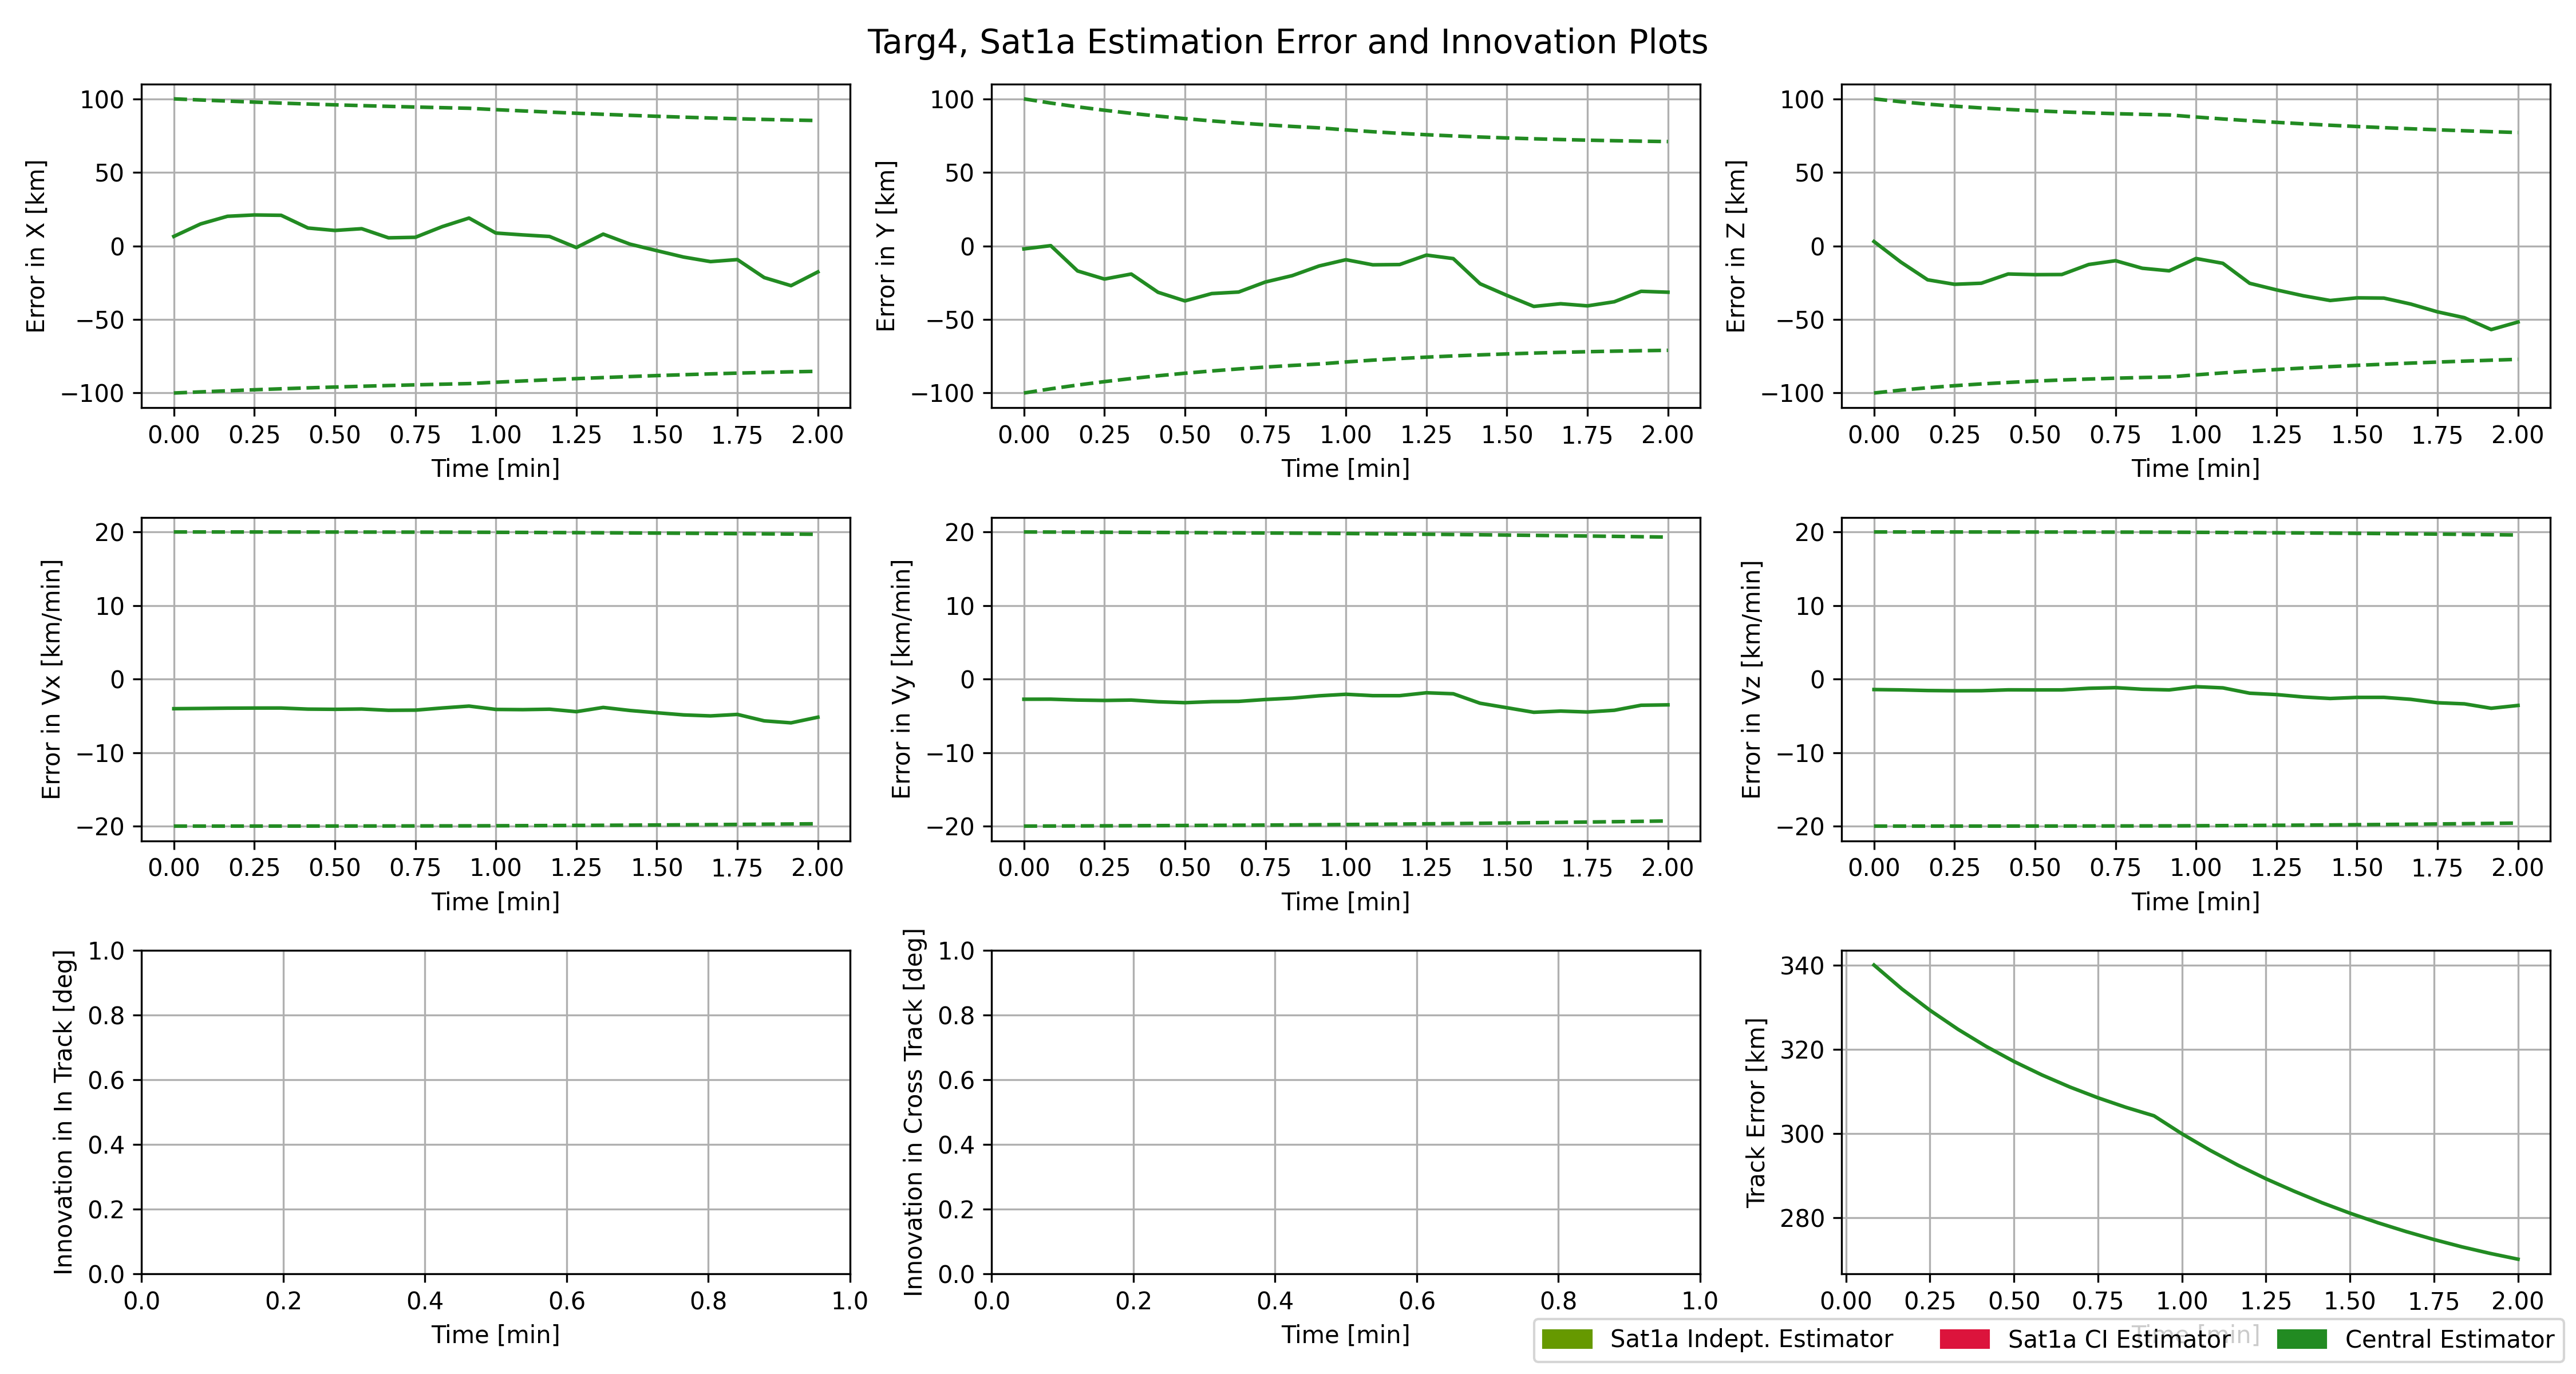 Targ4, Sat1a Estimation Error and Innovation Plots
Error in X [km]
100
50
0
−50
−100
0.00 0.25 0.50 0.75 1.00 1.25 1.50 1.75 2.00
Time [min]
Error in Y [km]
100
50
0
−50
−100
0.00 0.25 0.50 0.75 1.00 1.25 1.50 1.75 2.00
Time [min]
Error in Z [km]
100
50
0
−50
−100
0.00 0.25 0.50 0.75 1.00 1.25 1.50 1.75 2.00
Time [min]
Error in Vx [km/min]
20
10
0
−10
−20
0.00 0.25 0.50 0.75 1.00 1.25 1.50 1.75 2.00
Time [min]
Error in Vy [km/min]
20
10
0
−10
−20
0.00 0.25 0.50 0.75 1.00 1.25 1.50 1.75 2.00
Time [min]
Error in Vz [km/min]
20
10
0
−10
−20
0.00 0.25 0.50 0.75 1.00 1.25 1.50 1.75 2.00
Time [min]
Innovation in In Track [deg]
1.0
0.8
0.6
0.4
0.2
0.0
0.0 0.2 0.4 0.6 0.8 1.0
Time [min]
Innovation in Cross Track [deg]
1.0
0.8
0.6
0.4
0.2
0.0
0.0 0.2 0.4 0.6 0.8 1.0
Time [min]
Track Error [km]
340
320
300
280
0.00 0.25 0.50 0.75 1.00 1.25 1.50 1.75 2.00
Time [min]
Sat1a Indept. Estimator Sat1a CI Estimator Central Estimator